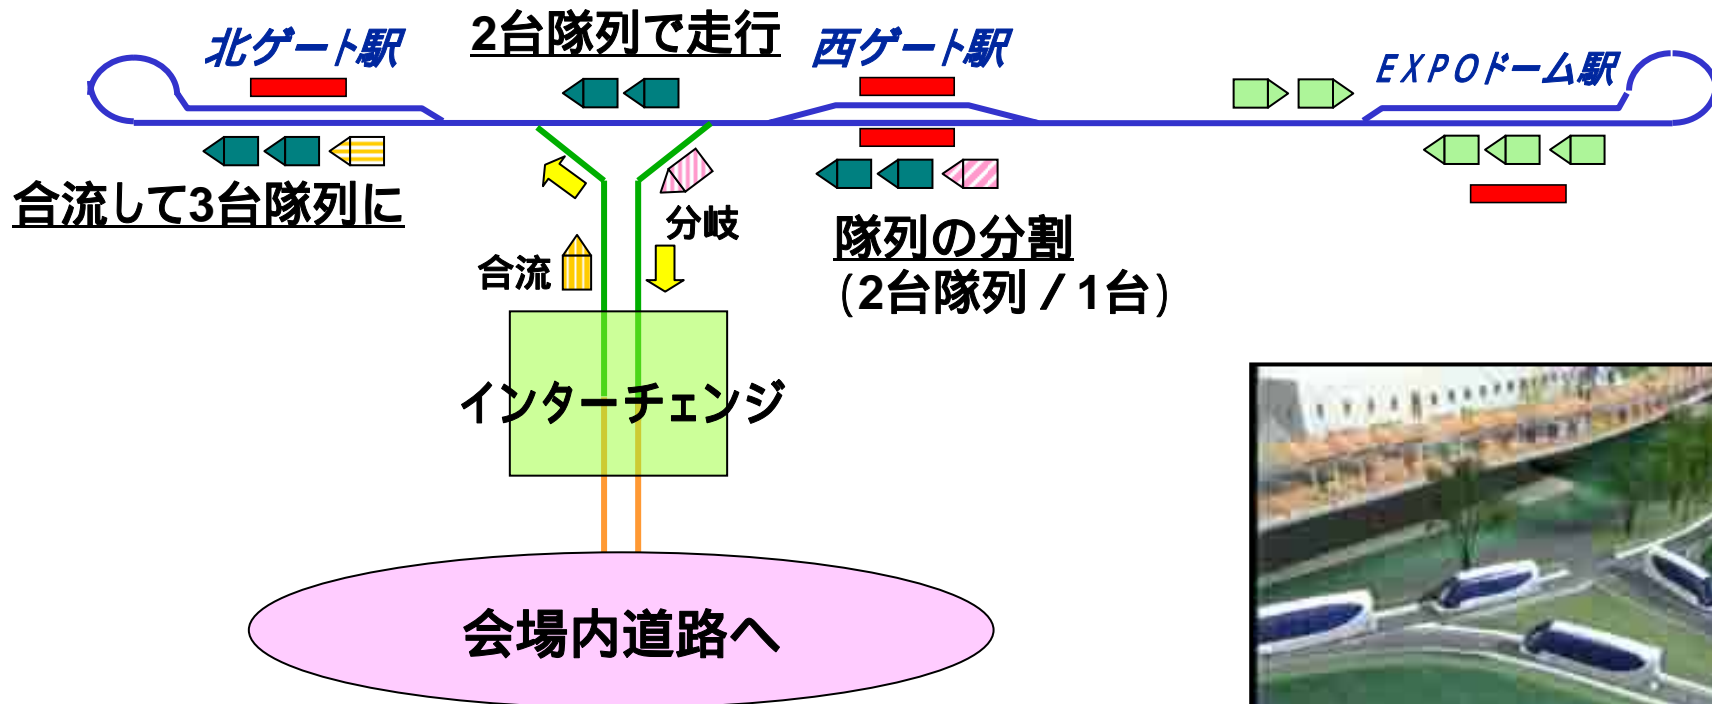 2台隊列で走行
北ゲート駅
西ゲート駅
EXPOドーム駅
合流して3台隊列に
分岐
合流
隊列の分割
(2台隊列/1台)
インターチェンジ
会場内道路へ